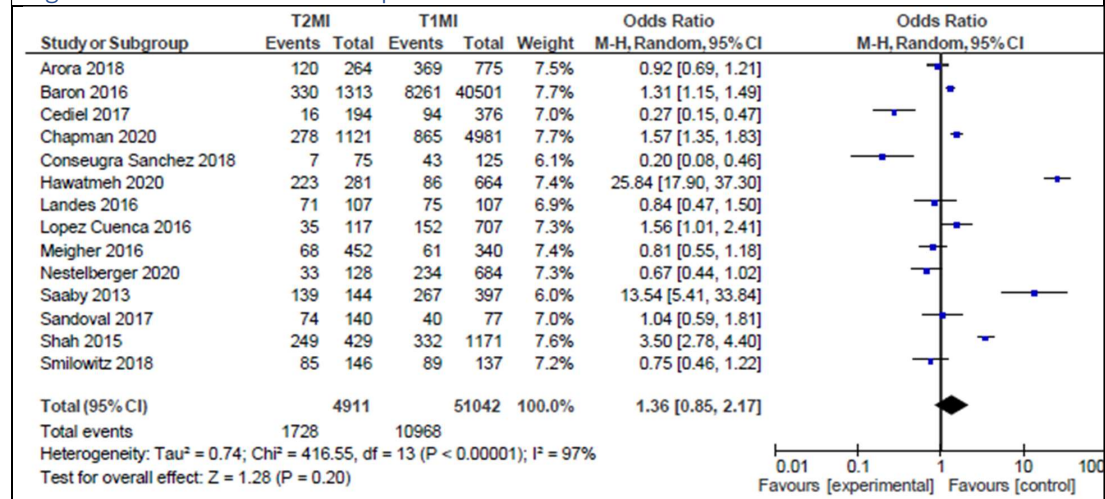 T2MI T1MI Odds Ratio Odds Ratio
Study or Subgroup Events Total Events Total Weight M-H, Random, 95% CI M-H, Random, 95% CI
Arora 2018 120 264 369 775 7.5% 0.92 [0.69, 1.21]
Baron 2016 330 1313 8261 40501 7.7% 1.31 [1.15, 1.49]
Cediel 2017 16 194 94 376 7.0% 0.27 [0.15, 0.47]
Chapman 2020 278 1121 865 4981 7.7% 1.57 [1.35, 1.83]
Conseugra Sanchez 2018 7 75 43 125 6.1% 0.20 [0.08, 0.46]
Hawatmeh 2020 223 281 86 664 7.4% 25.84 [17.90, 37.30]
Landes 2016 71 107 75 107 6.9% 0.84 [0.47, 1.50]
Lopez Cuenca 2016 35 117 152 707 7.2% 1.56 [1.01, 2.41]
Meigher 2016 68 452 61 340 7.4% 0.81 [0.55, 1.18]
Nestelberger 2020 33 128 234 684 7.3% 0.67 [0.44, 1.02]
Saaby 2013 139 144 267 397 6.0% 13.54 [5.41, 33.84]
Sandoval 2017 74 140 40 77 7.0% 1.04 [0.59, 1.81]
Shah 2015 249 429 332 1171 7.6% 3.50 [2.78, 4.40]
Smilowitz 2018 85 146 89 137 7.2% 0.75 [0.46, 1.22]
Total (95% CI) 4911 51042 100.0% 1.36 [0.85, 2.17]
Total events 1728 10968
Heterogeneity: Tau² = 0.74; Chi² = 416.55, df = 13 (P < 0.00001); I² = 97%
Test for overall effect: Z = 1.28 (P = 0.20)
0.01 0.1 1 10 100
Favours [experimental] Favours [control]